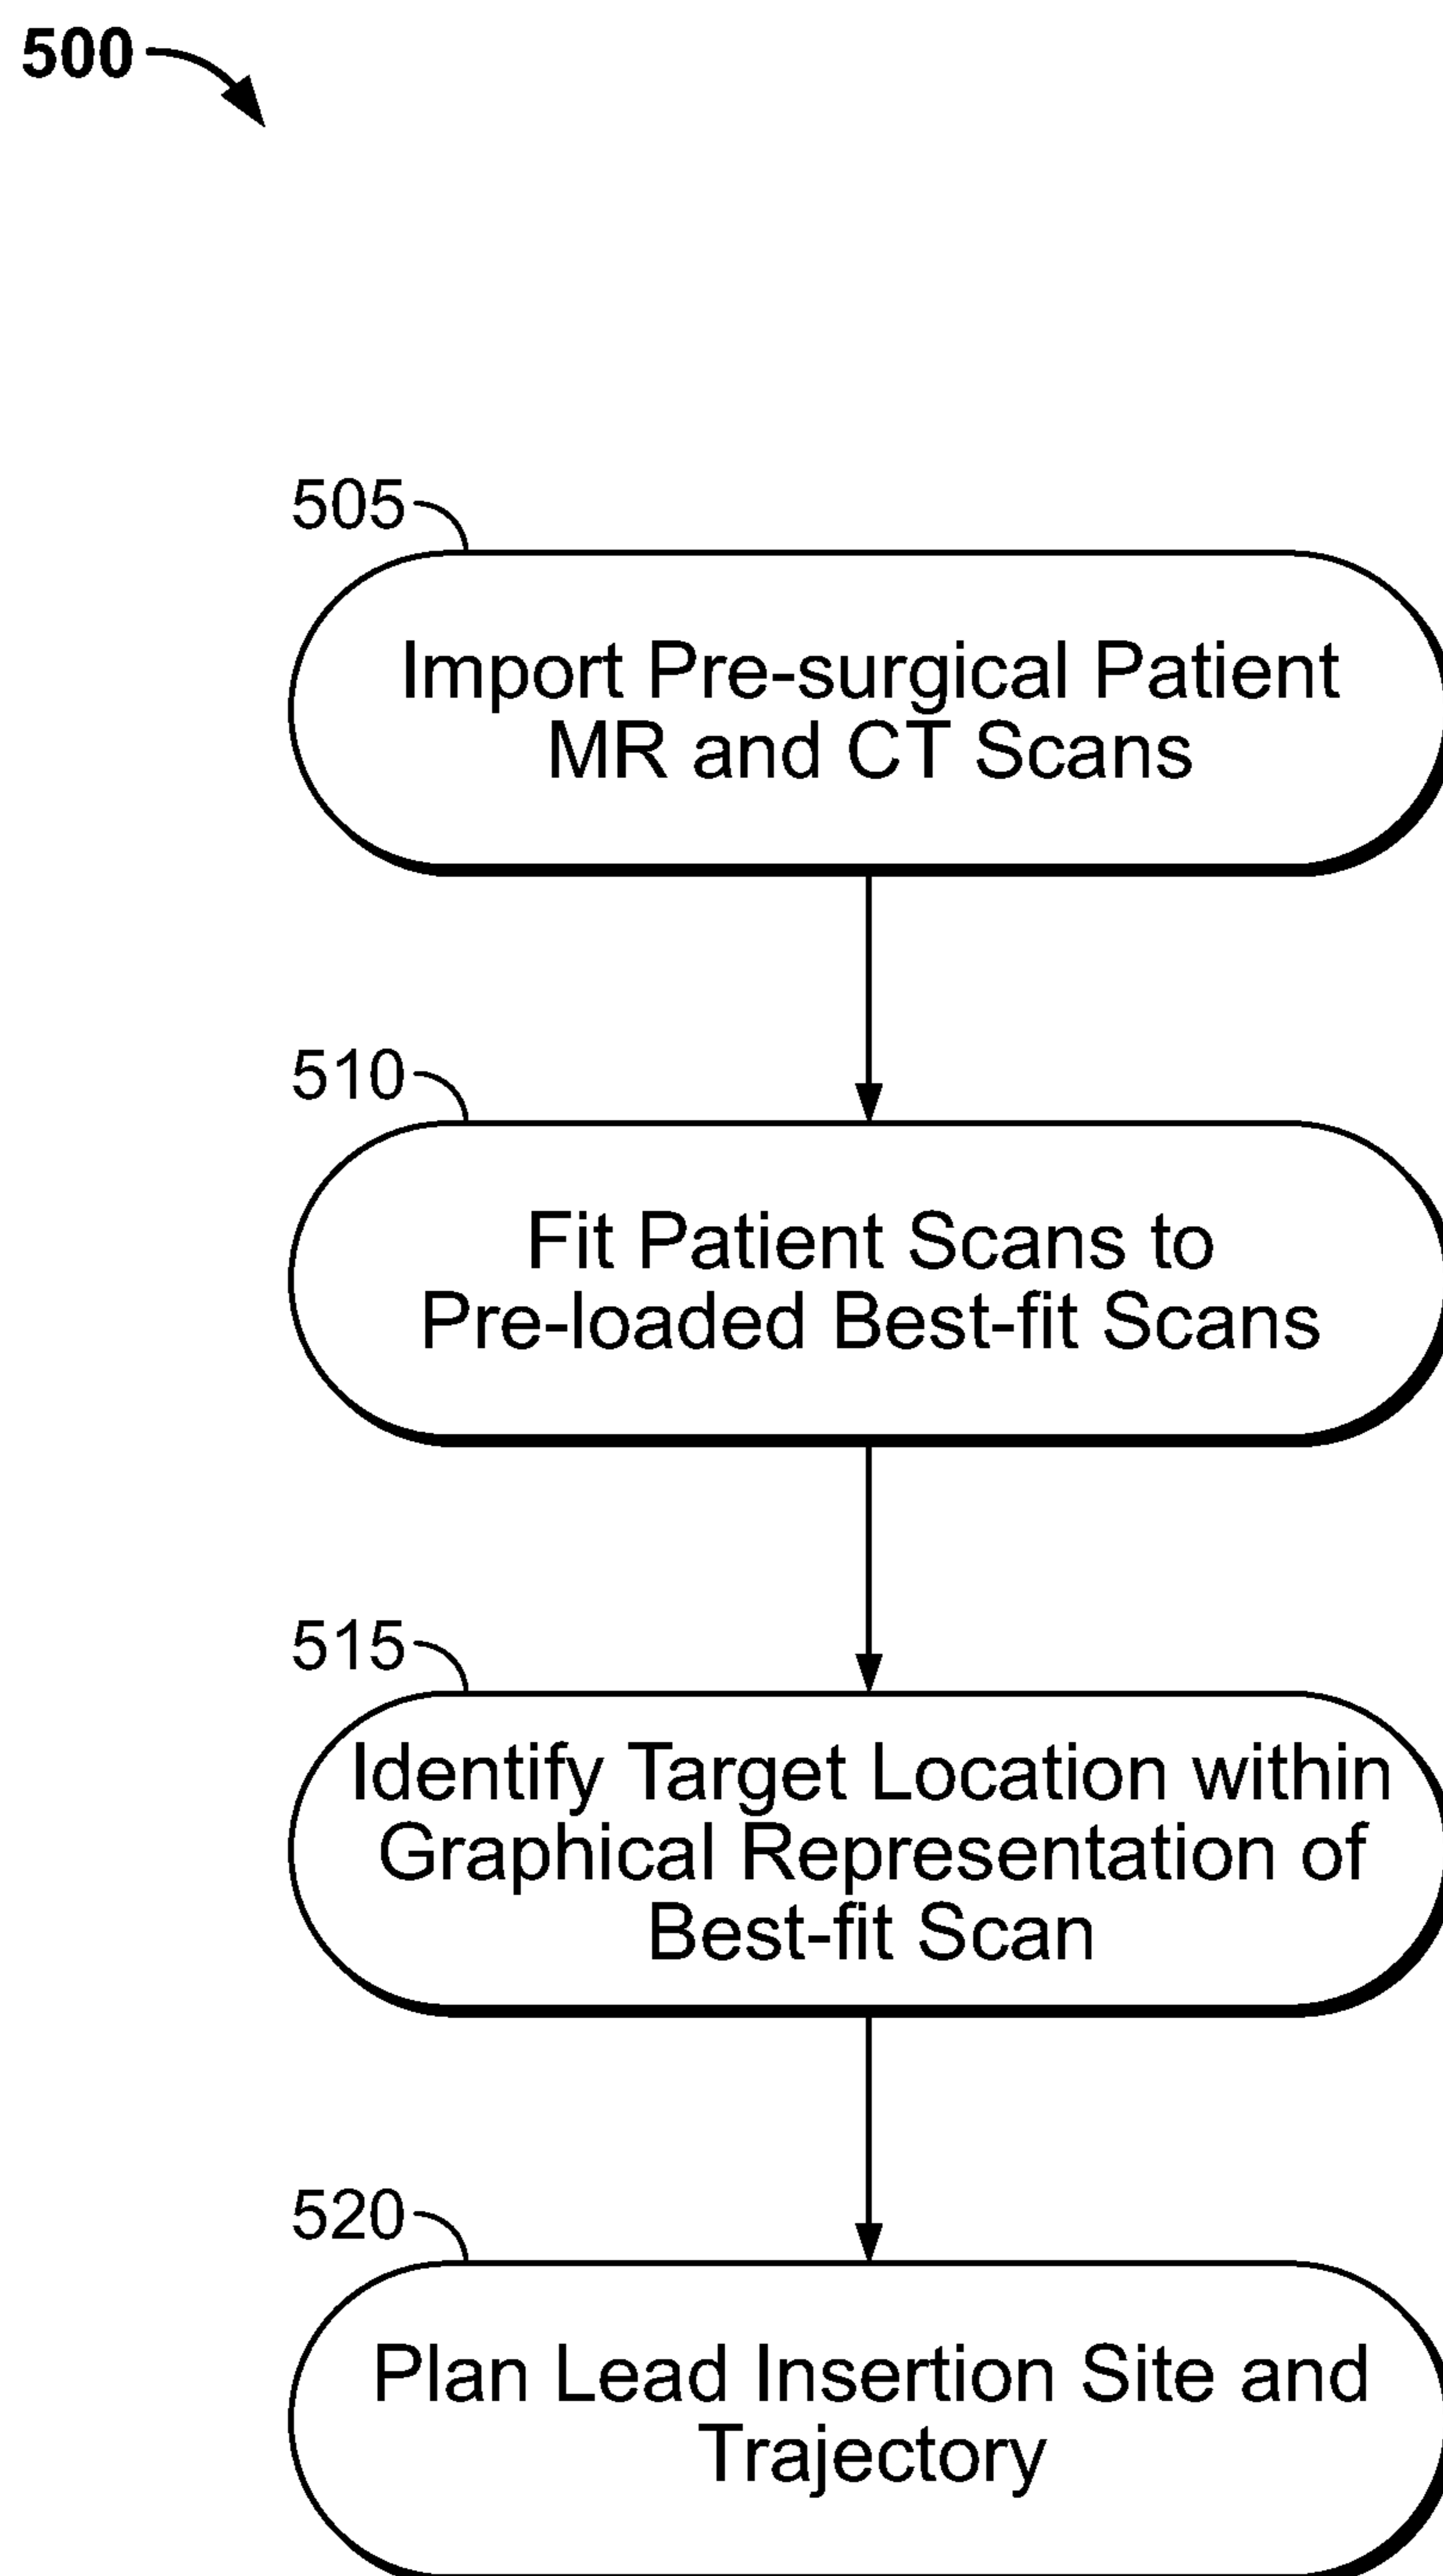 500
505
Import Pre-surgical Patient
MR and CT Scans
510
Fit Patient Scans to
Pre-loaded Best-fit Scans
515
Identify Target Location within
Graphical Representation of
Best-fit Scan
520
Plan Lead Insertion Site and
Trajectory